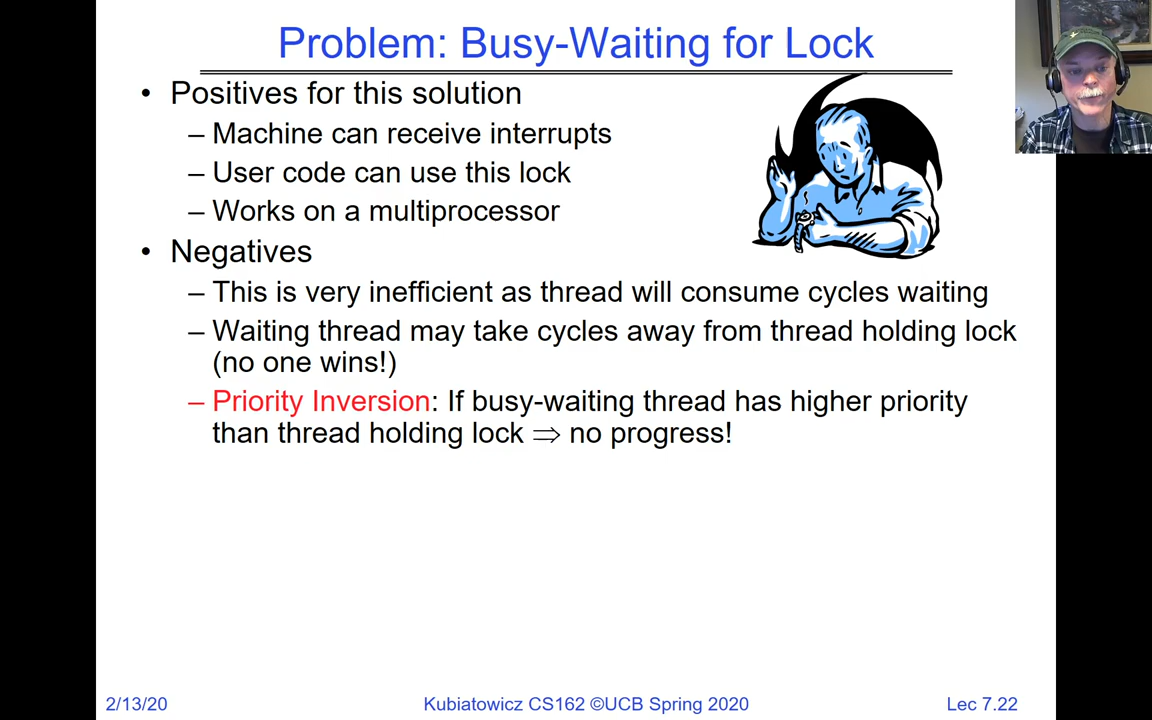 Problem: Busy-Waiting for Lock
• Positives for this solution
– Machine can receive interrupts
– User code can use this lock
– Works on a multiprocessor
• Negatives
– This is very inefficient as thread will consume cycles waiting
– Waiting thread may take cycles away from thread holding lock
(no one wins!)
– Priority Inversion: If busy-waiting thread has higher priority
than thread holding lock ⇒ no progress!
2/13/20
Kubiatowicz CS162 ©UCB Spring 2020
Lec 7.22